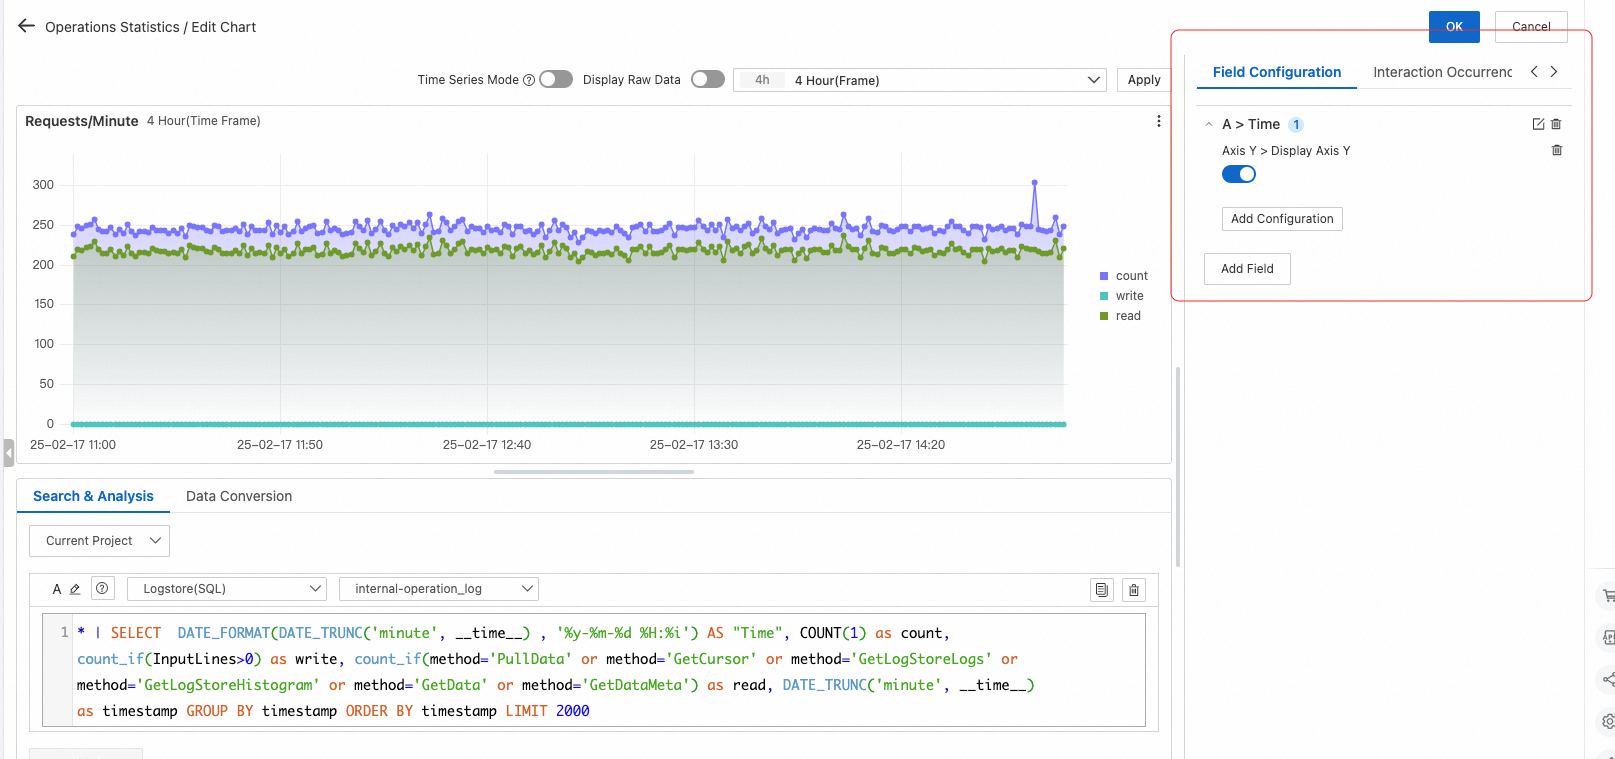 Operations Statistics / Edit Chart
OK
Cancel
Time Series Mode
Display Raw Data
4h
4 Hour(Frame)
Apply
Requests/Minute 4 Hour(Time Frame)
300
250
200
150
100
50
0
25-02-17 11:00
25-02-17 11:50
25-02-17 12:40
25-02-17 13:30
25-02-17 14:20
count
write
read
Field Configuration
Interaction Occurrenc
A > Time 1
Axis Y > Display Axis Y
Add Configuration
Add Field
Search & Analysis
Data Conversion
Current Project
A
Logstore(SQL)
internal-operation_log
1 * | SELECT  DATE_FORMAT(DATE_TRUNC('minute', __time__) , '%y-%m-%d %H:%i') AS "Time", COUNT(1) as count,
count_if(InputLines>0) as write, count_if(method='PullData' or method='GetCursor' or method='GetLogStoreLogs' or
method='GetLogStoreHistogram' or method='GetData' or method='GetDataMeta') as read, DATE_TRUNC('minute', __time__)
as timestamp GROUP BY timestamp ORDER BY timestamp LIMIT 2000